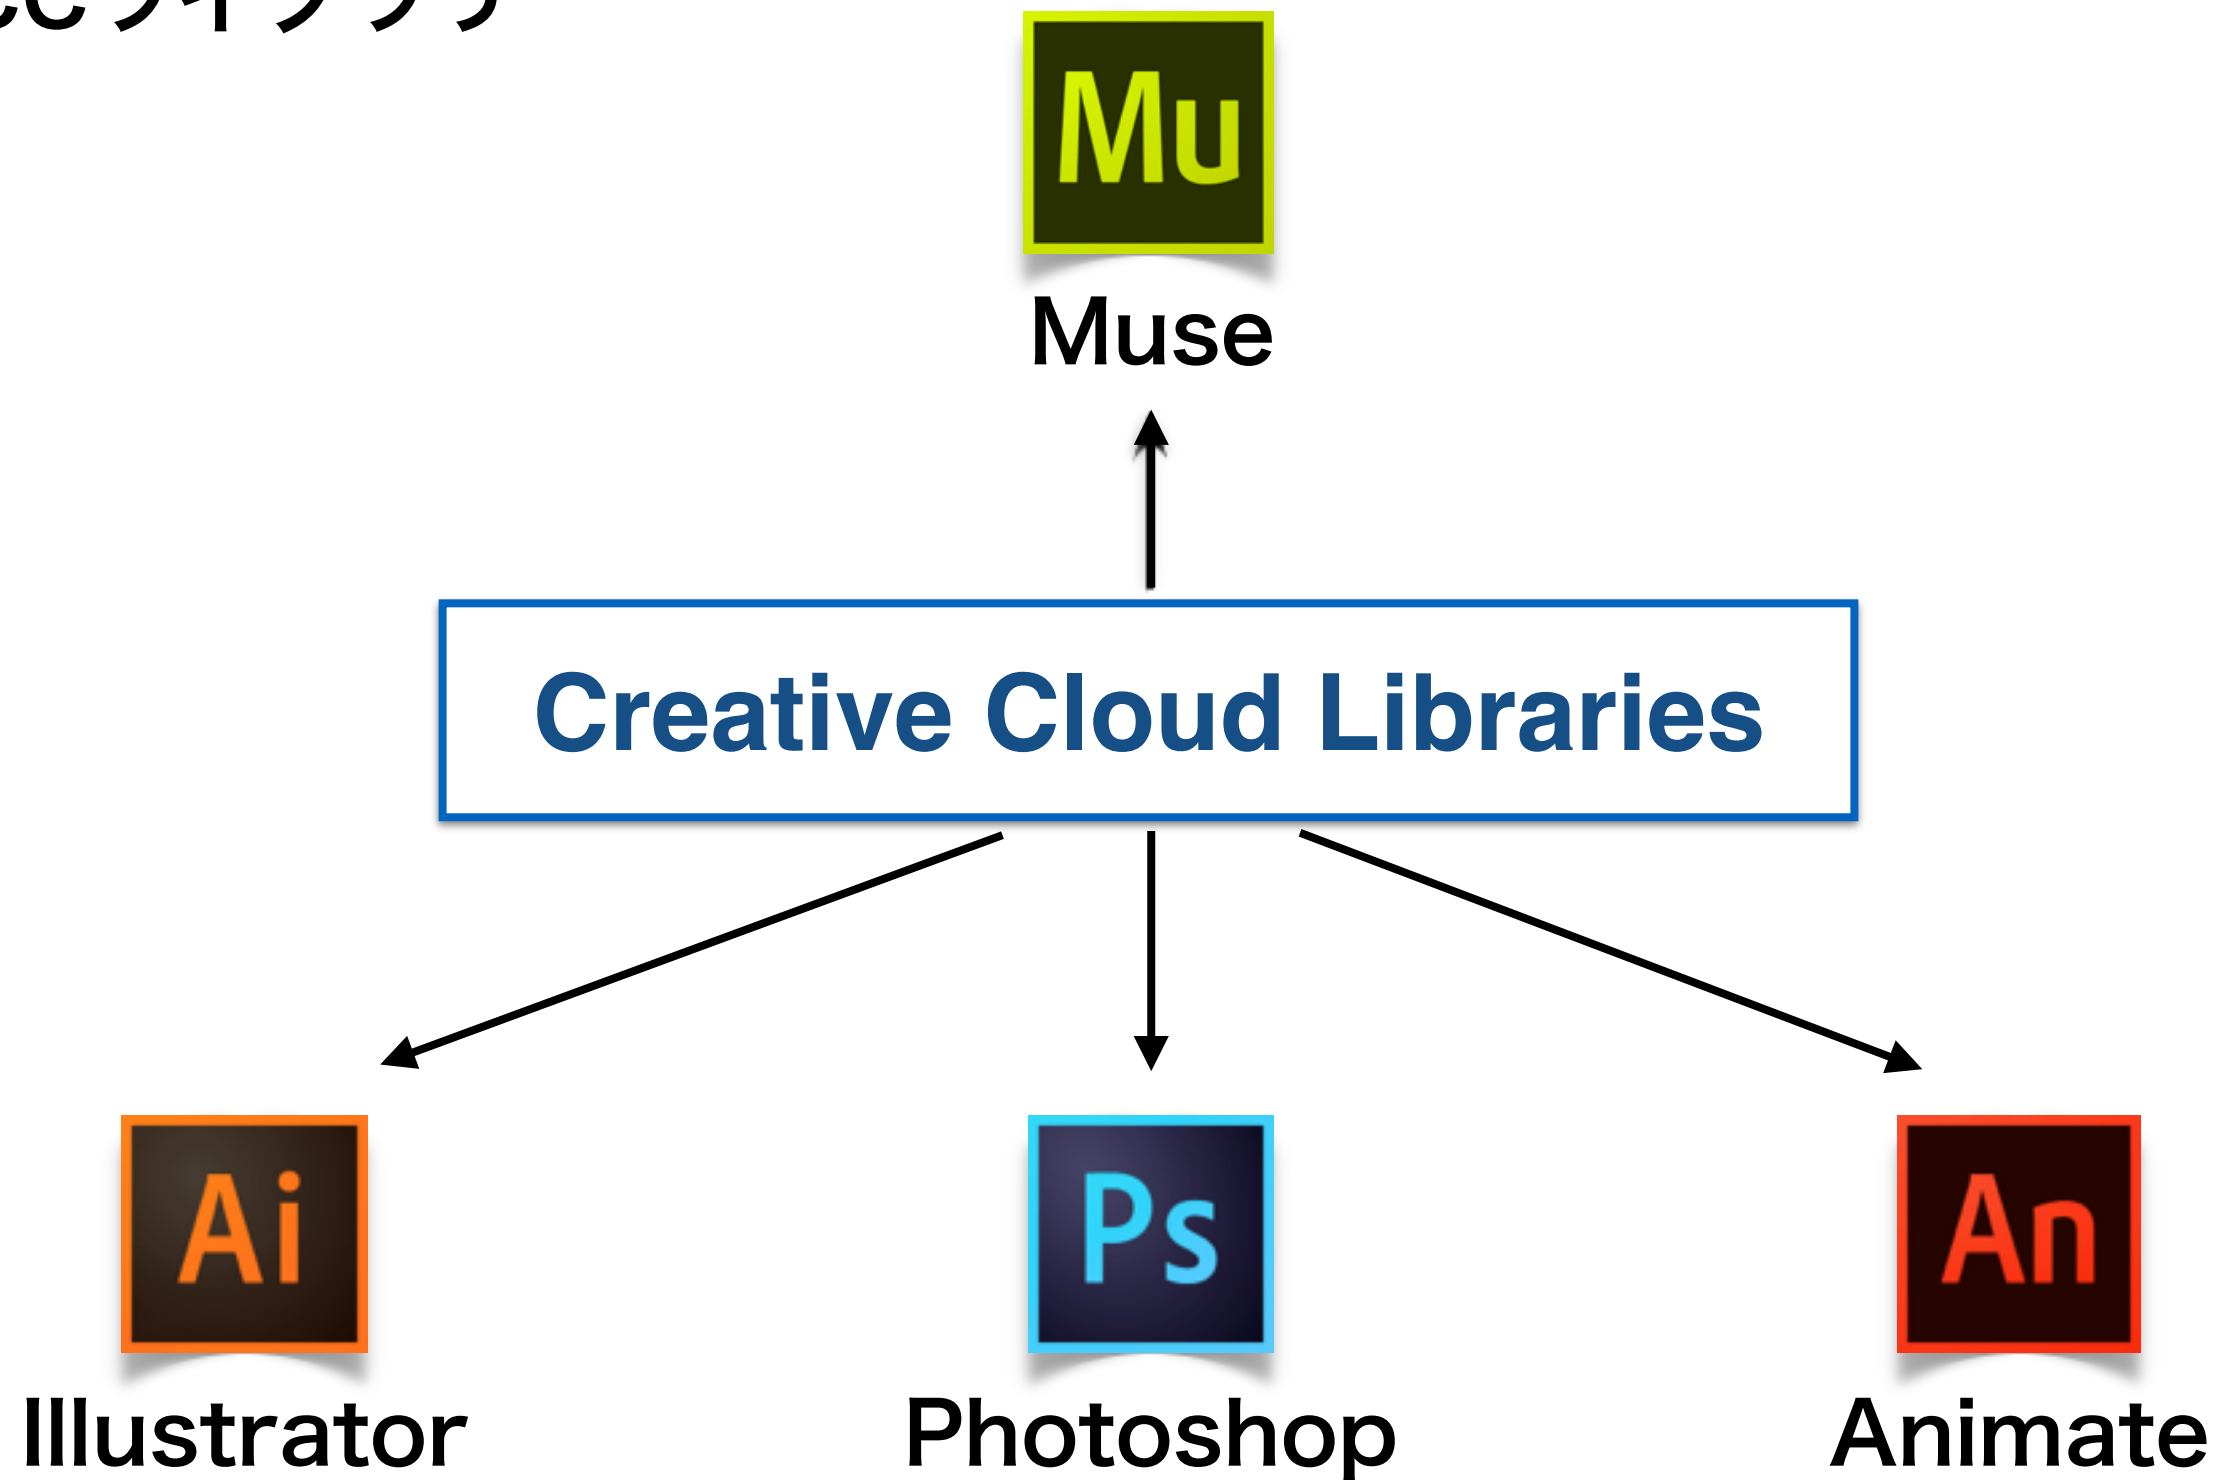 Mu
Muse
Creative Cloud Libraries
Ai
Ps
An
Illustrator
Photoshop
Animate